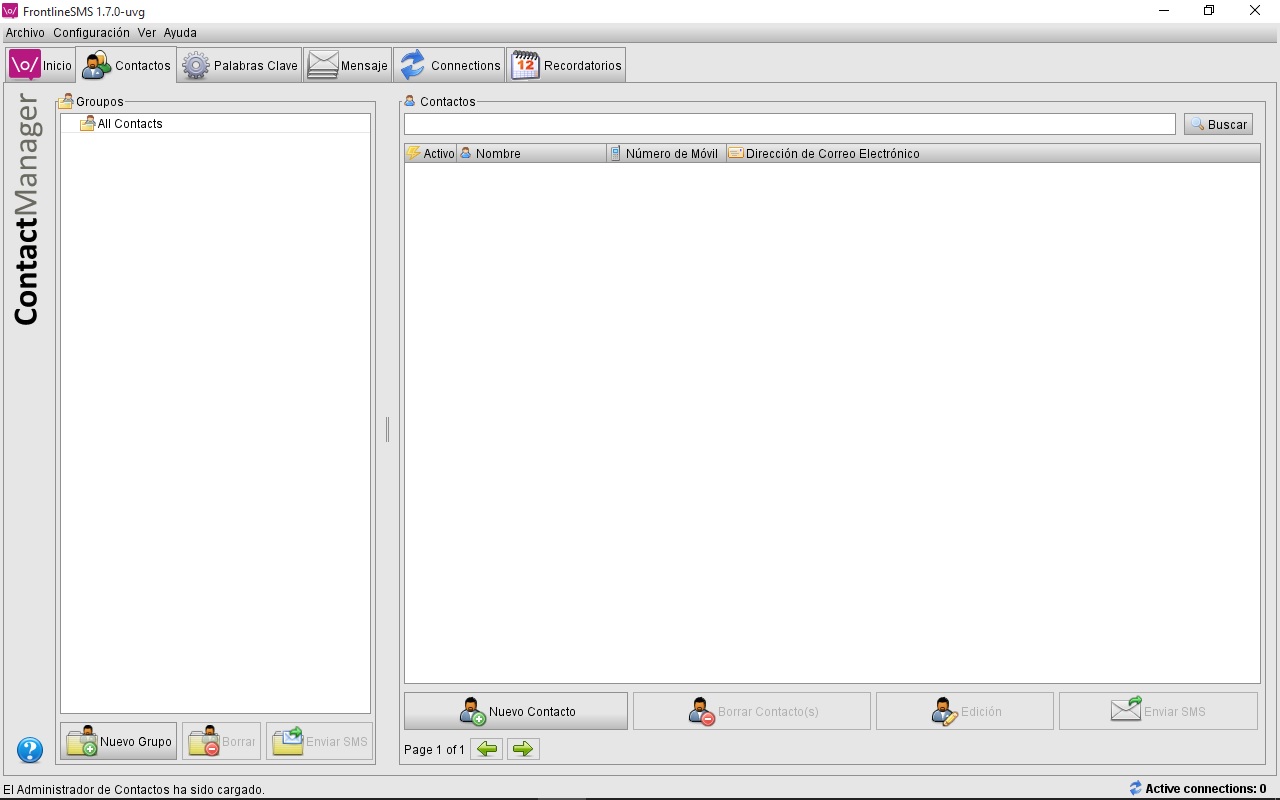 FrontlineSMS 1.7.0-uvg
Archivo Configuración Ver Ayuda
\o/ Inicio Contactos Palabras Clave Mensaje Connections 12 Recordatorios
ContactManager
Groupos
All Contacts
Contactos
Buscar
Activo Nombre Número de Móvil Dirección de Correo Electrónico
Nuevo Grupo Borrar Enviar SMS
Nuevo Contacto Borrar Contacto(s) Edición Enviar SMS
Page 1 of 1
El Administrador de Contactos ha sido cargado.
Active connections: 0